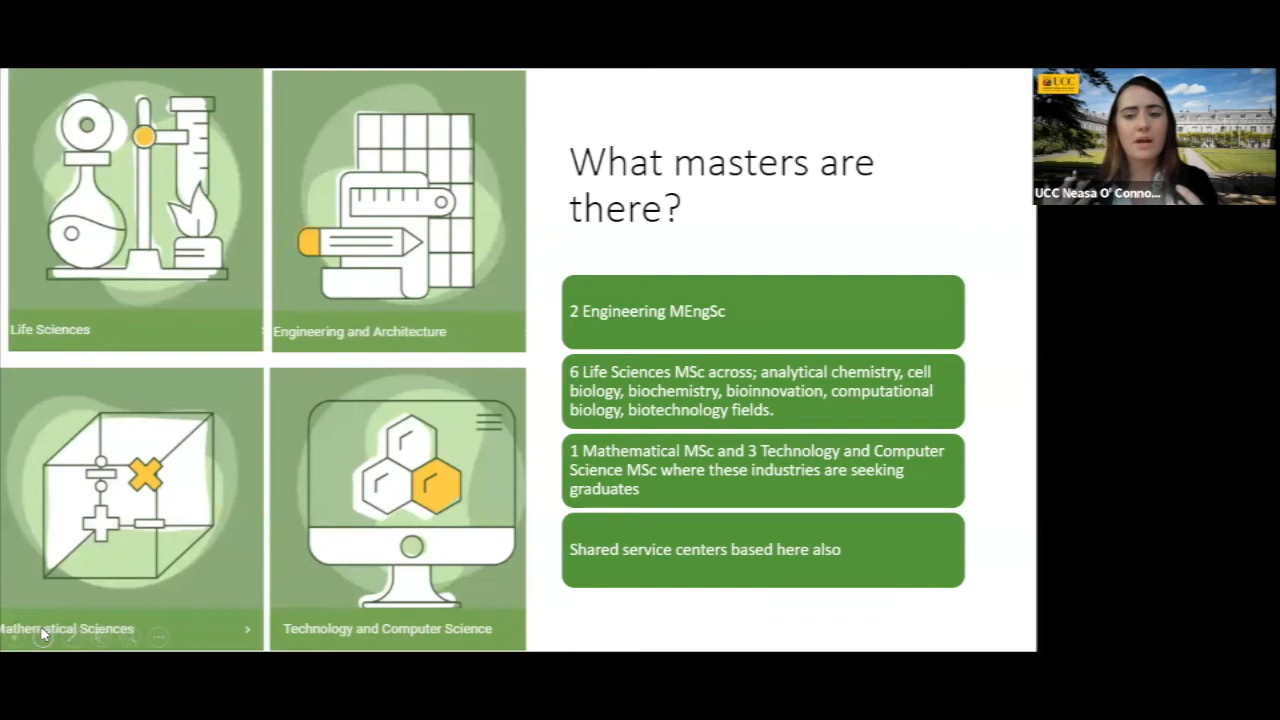 What masters are
there?
2 Engineering MEngSc
6 Life Sciences MSc across; analytical chemistry, cell
biology, biochemistry, bioinnovation, computational
biology, biotechnology fields.
1 Mathematical MSc and 3 Technology and Computer
Science MSc where these industries are seeking
graduates
Shared service centers based here also
Life Sciences
Engineering and Architecture
Mathematical Sciences
Technology and Computer Science
UCC
UCC Neasa O' Conno...